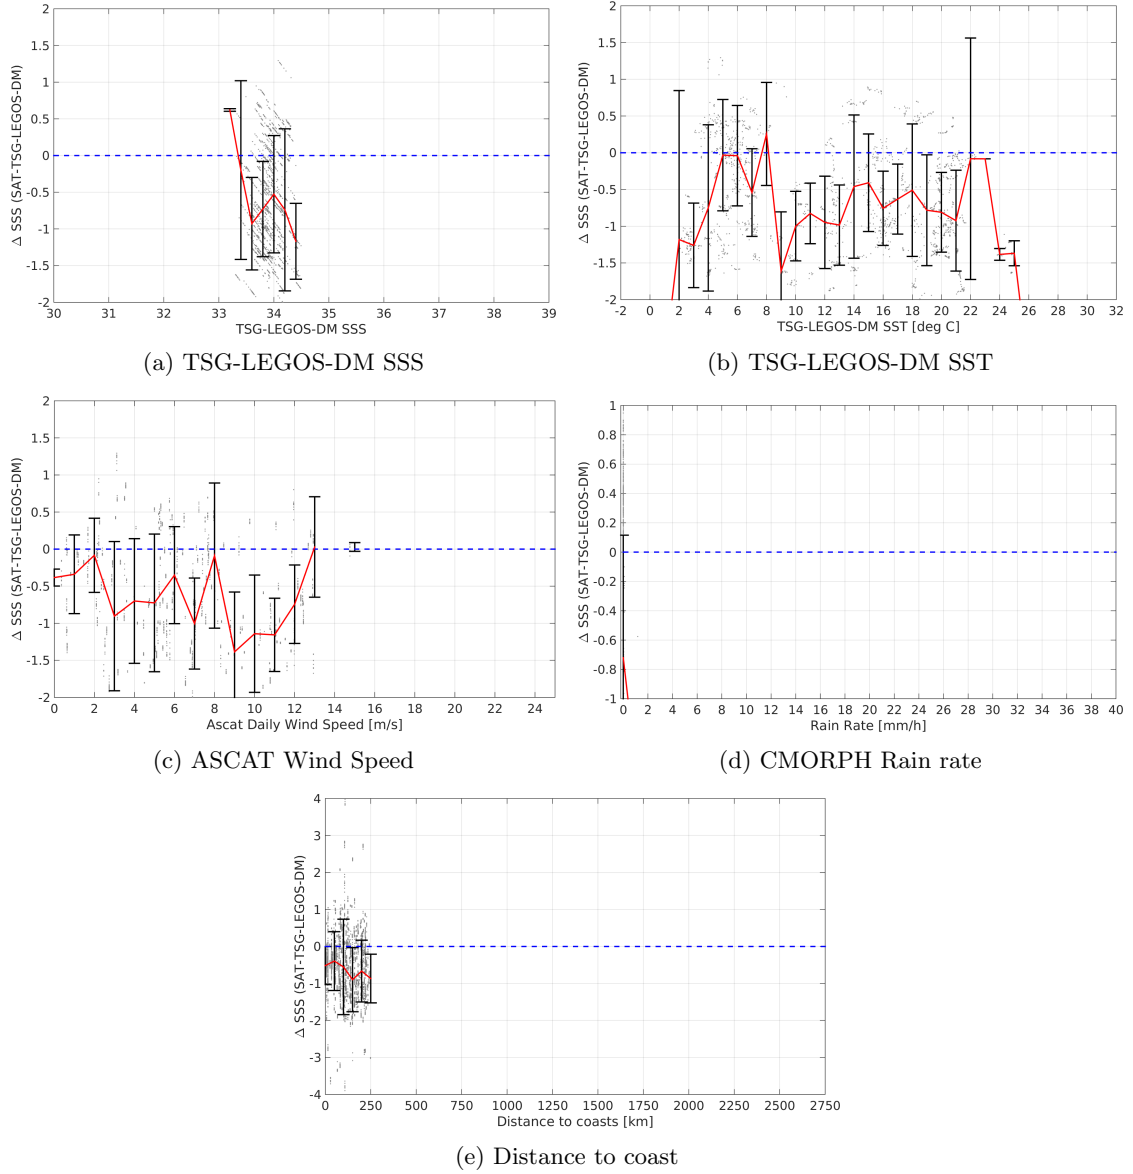 2
1.5
1
0.5
0
-0.5
-1
-1.5
-2
Δ SSS (SAT-TSG-LEGOS-DM)
30 31 32 33 34 35 36 37 38 39
TSG-LEGOS-DM SSS
(a) TSG-LEGOS-DM SSS
2
1.5
1
0.5
0
-0.5
-1
-1.5
-2
Δ SSS (SAT-TSG-LEGOS-DM)
-2 0 2 4 6 8 10 12 14 16 18 20 22 24 26 28 30 32
TSG-LEGOS-DM SST [deg C]
(b) TSG-LEGOS-DM SST
2
1.5
1
0.5
0
-0.5
-1
-1.5
-2
Δ SSS (SAT-TSG-LEGOS-DM)
0 2 4 6 8 10 12 14 16 18 20 22 24
Ascat Daily Wind Speed [m/s]
(c) ASCAT Wind Speed
1
0.8
0.6
0.4
0.2
0
-0.2
-0.4
-0.6
-0.8
-1
Δ SSS (SAT-TSG-LEGOS-DM)
0 2 4 6 8 10 12 14 16 18 20 22 24 26 28 30 32 34 36 38 40
Rain Rate [mm/h]
(d) CMORPH Rain rate
4
3
2
1
0
-1
-2
-3
-4
Δ SSS (SAT-TSG-LEGOS-DM)
0 250 500 750 1000 1250 1500 1750 2000 2250 2500 2750
Distance to coasts [km]
(e) Distance to coast